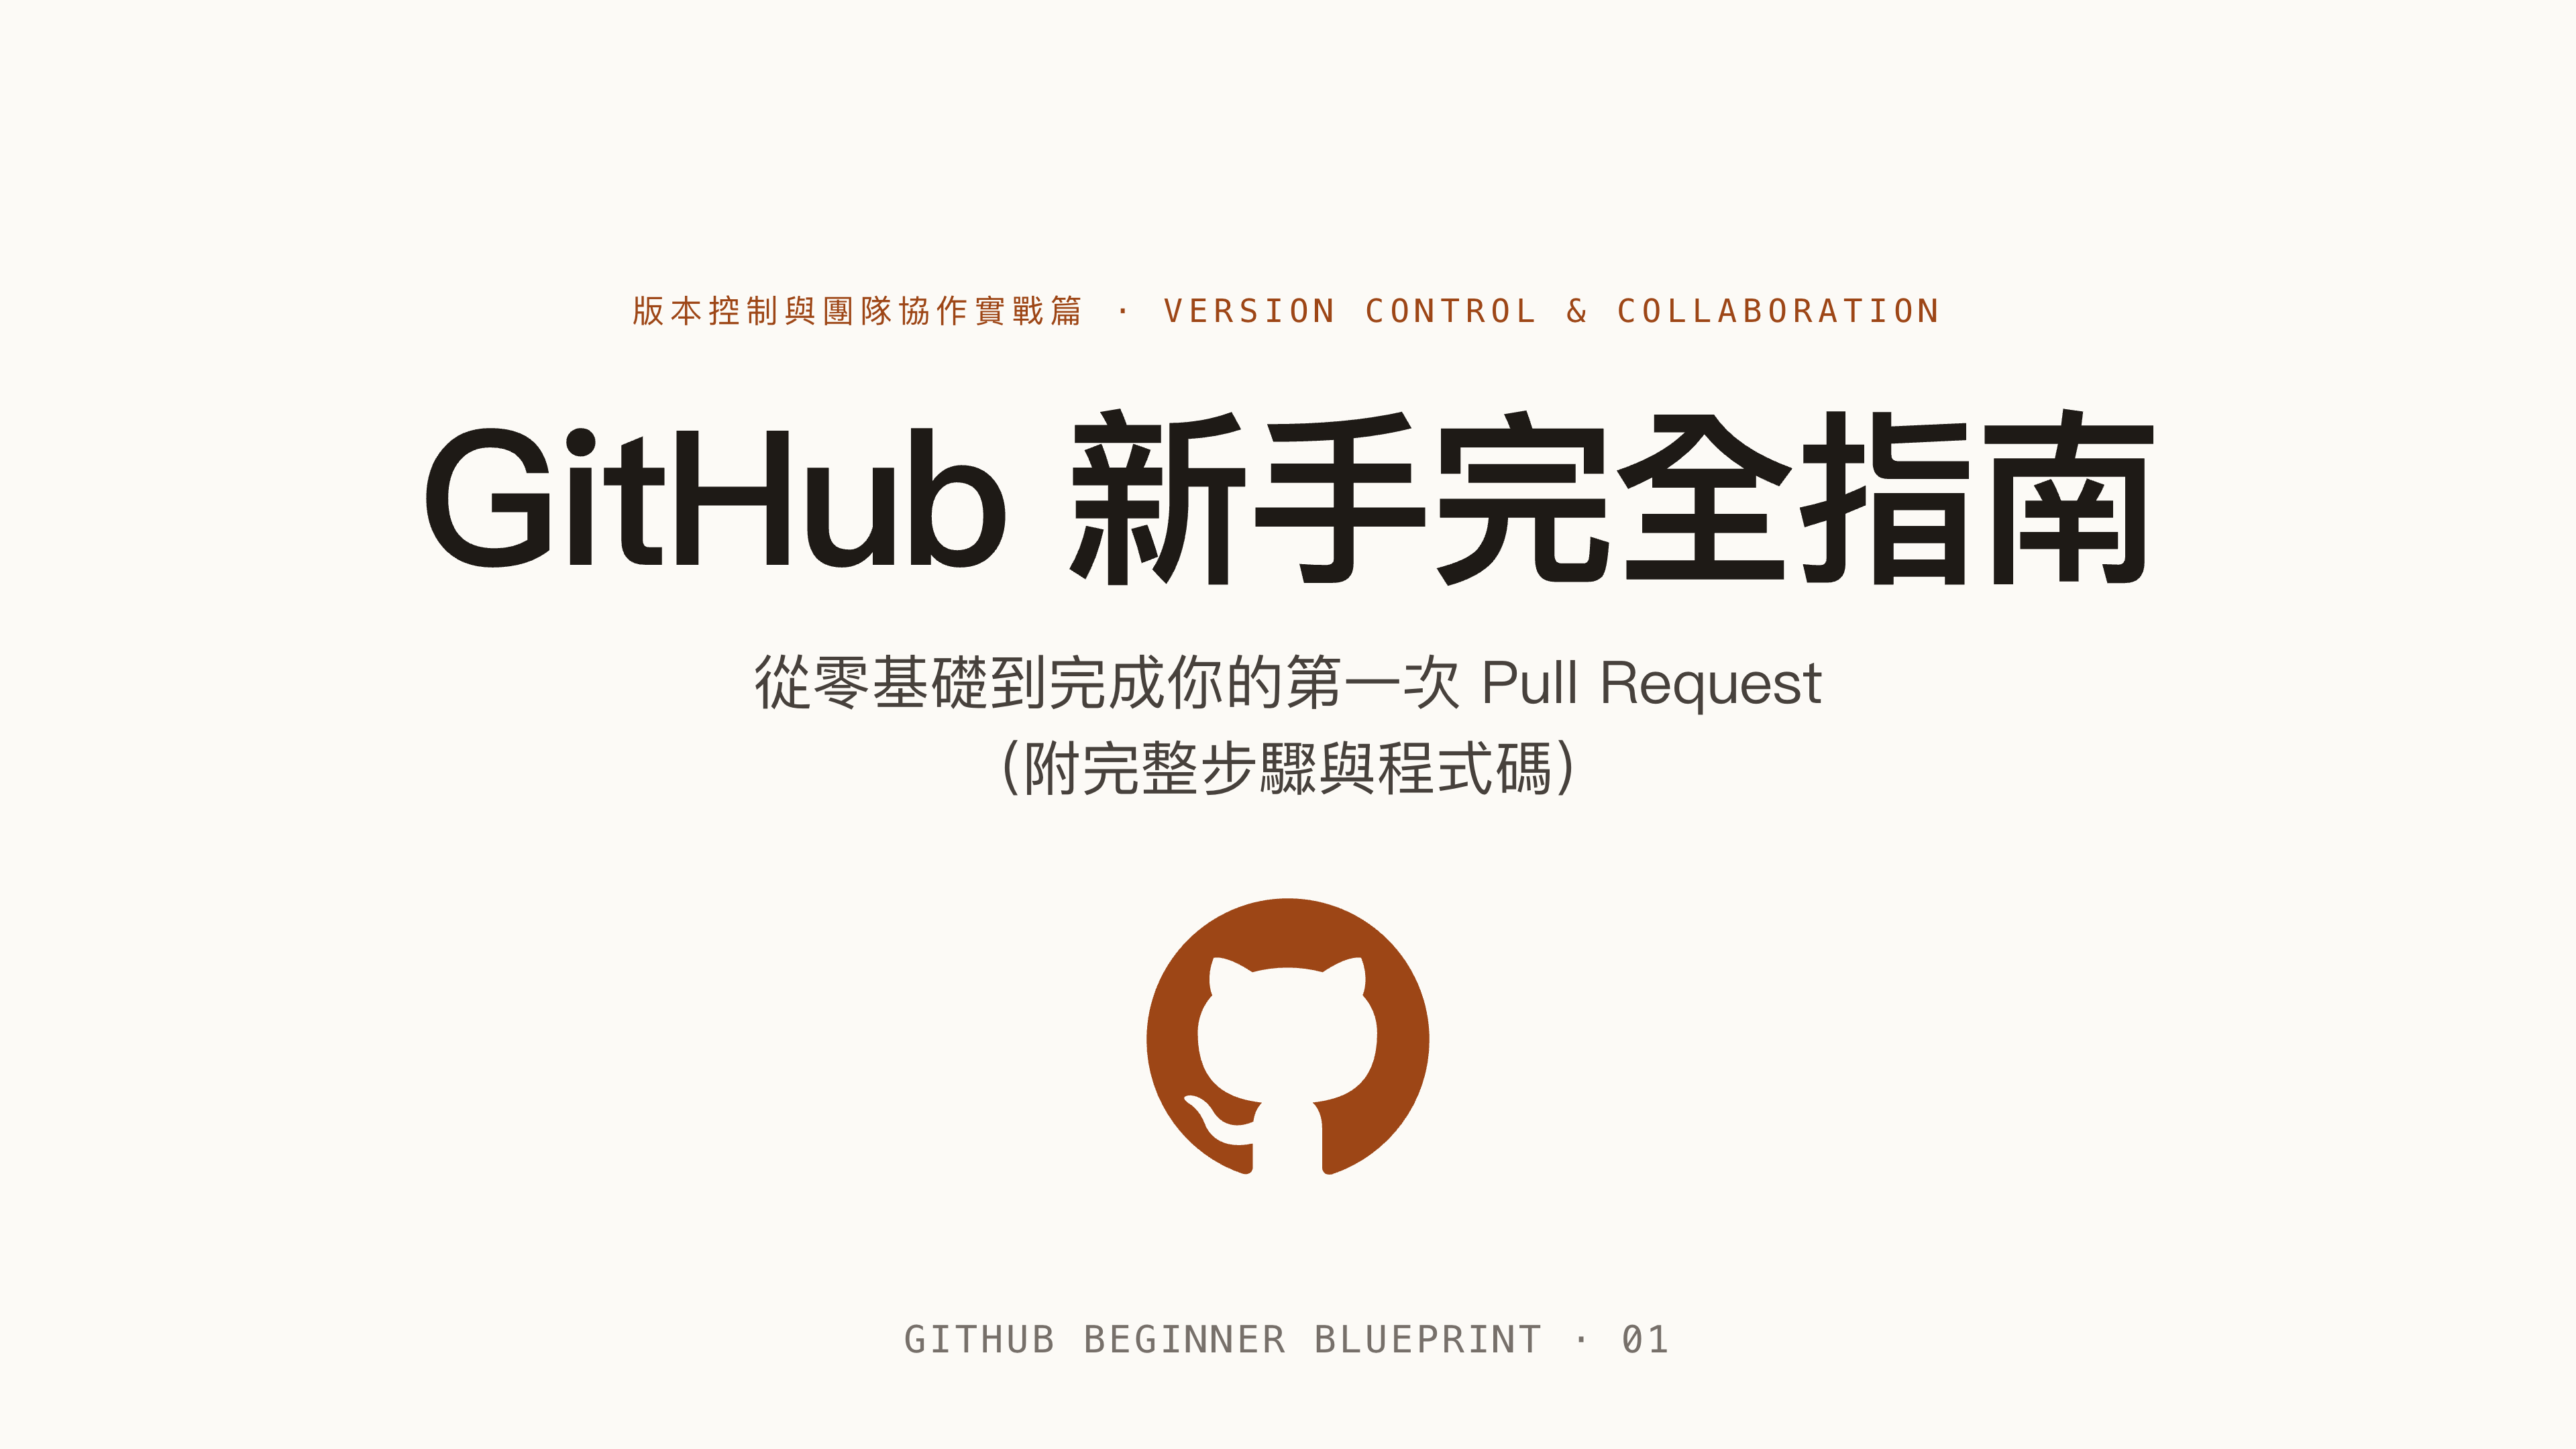 版本控制與團隊協作實戰篇 · VERSION CONTROL & COLLABORATION
GitHub 新手完全指南
從零基礎到完成你的第一次 Pull Request
(附完整步驟與程式碼)
GITHUB BEGINNER BLUEPRINT · 01